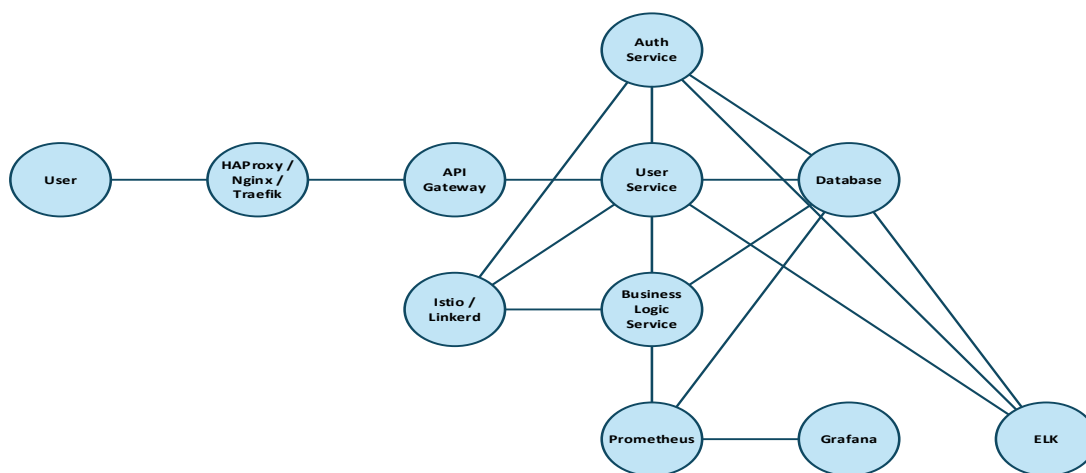 Auth
Service
User
HAProxy /
Nginx /
Traefik
API
Gateway
User
Service
Database
Istio /
Linkerd
Business
Logic
Service
Prometheus
Grafana
ELK